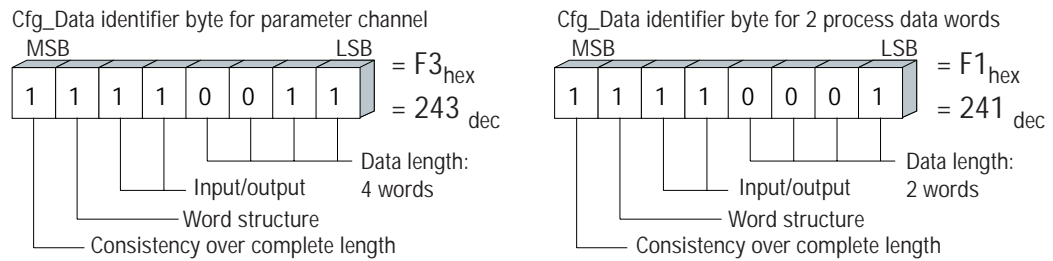 Cfg_Data identifier byte for parameter channel
MSB LSB
1 1 1 1 0 0 1 1
= F3hex
= 243 dec
Data length:
4 words
Input/output
Word structure
Consistency over complete length
Cfg_Data identifier byte for 2 process data words
MSB LSB
1 1 1 1 0 0 0 1
= F1hex
= 241 dec
Data length:
2 words
Input/output
Word structure
Consistency over complete length